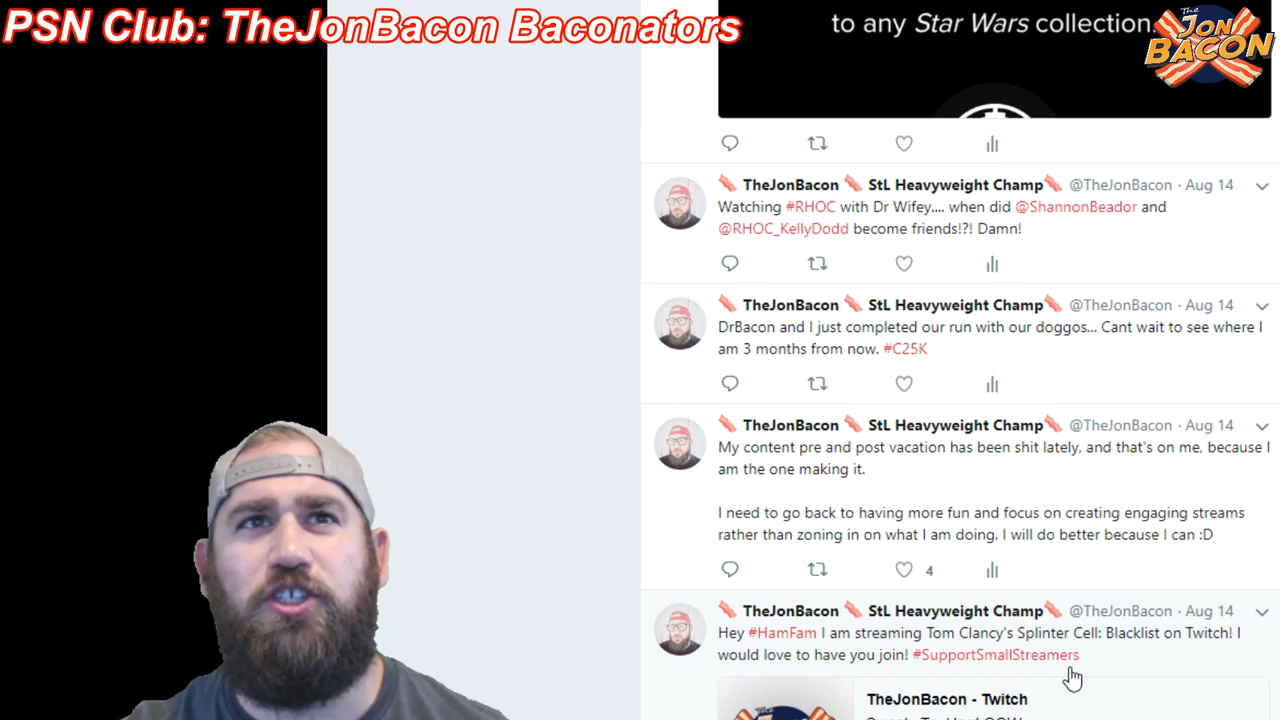 PSN Club: TheJonBacon Baconators
to any Star Wars collection.
The
JON
BACON
TheJonBacon StL Heavyweight Champ @TheJonBacon · Aug 14
Watching #RHOC with Dr Wifey.... when did @ShannonBeador and
@RHOC_KellyDodd become friends!?! Damn!
TheJonBacon StL Heavyweight Champ @TheJonBacon · Aug 14
DrBacon and I just completed our run with our doggos... Cant wait to see where I
am 3 months from now. #C25K
TheJonBacon StL Heavyweight Champ @TheJonBacon · Aug 14
My content pre and post vacation has been shit lately, and that's on me, because I
am the one making it.
I need to go back to having more fun and focus on creating engaging streams
rather than zoning in on what I am doing. I will do better because I can :D
4
TheJonBacon StL Heavyweight Champ @TheJonBacon · Aug 14
Hey #HamFam I am streaming Tom Clancy's Splinter Cell: Blacklist on Twitch! I
would love to have you join! #SupportSmallStreamers
TheJonBacon - Twitch